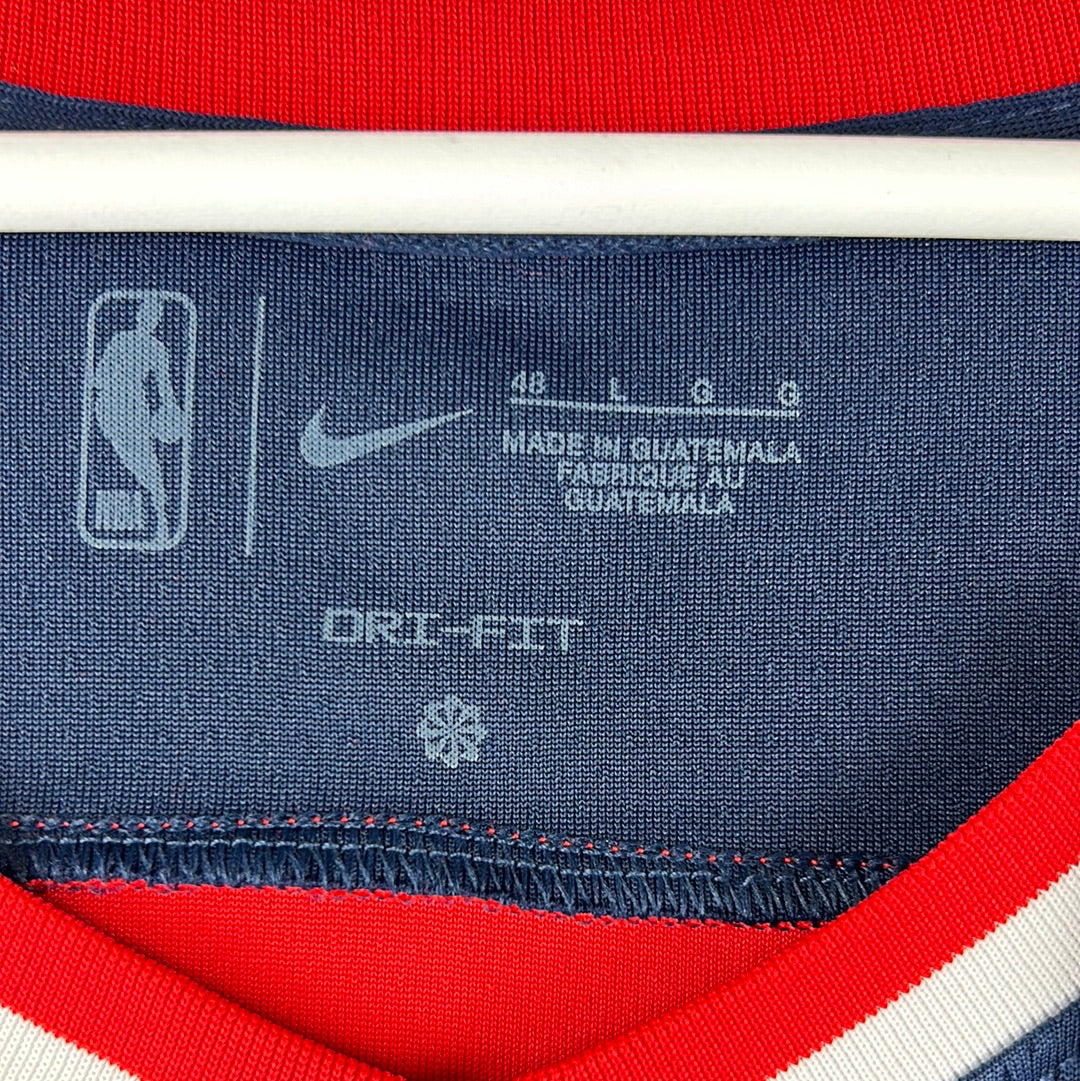 48 L G G
MADE IN GUATEMALA
FABRIQUE AU
GUATEMALA
DRI-FIT